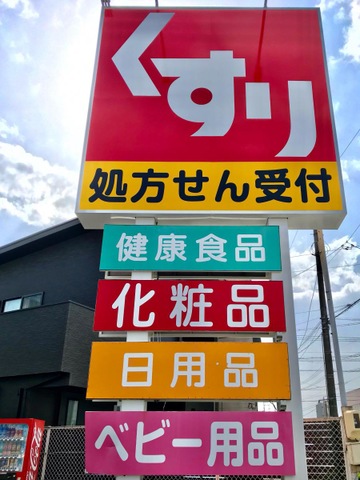 くすり
処方せん受付
健康食品
化粧品
日用品
ベビー用品